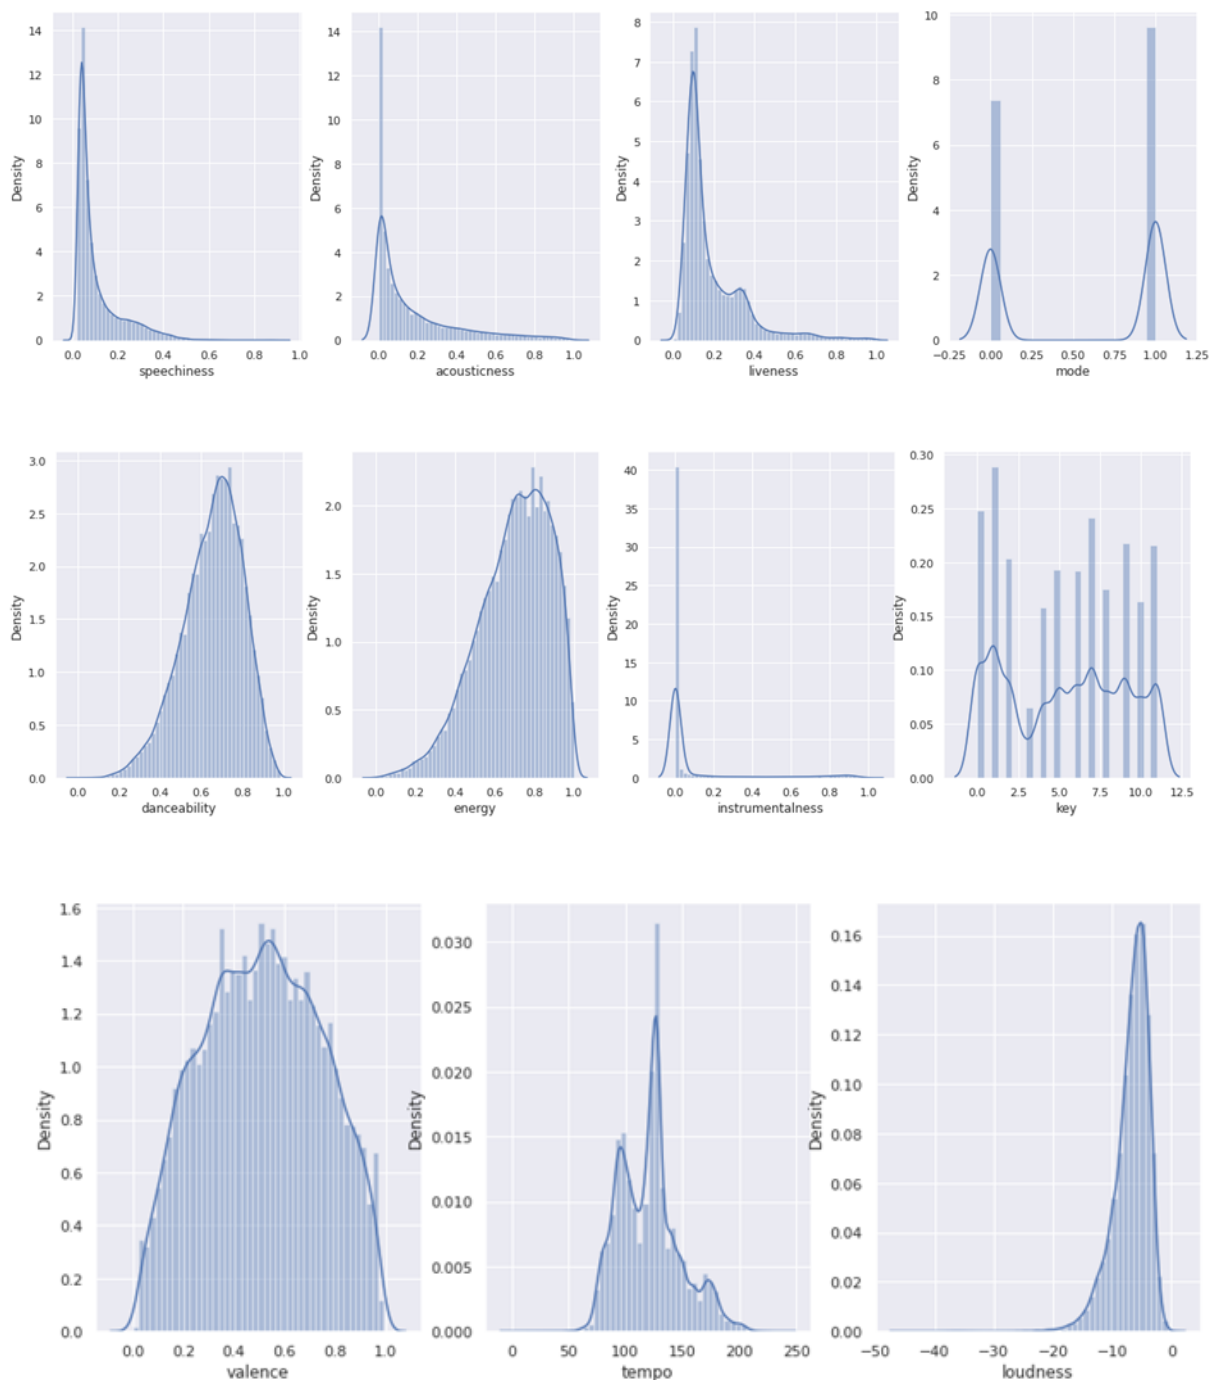 14
12
10
8
6
4
2
0
Density
0.0 0.2 0.4 0.6 0.8 1.0
speechiness
14
12
10
8
6
4
2
0
Density
0.0 0.2 0.4 0.6 0.8 1.0
acousticness
8
7
6
5
4
3
2
1
0
Density
0.0 0.2 0.4 0.6 0.8 1.0
liveness
10
8
6
4
2
0
Density
−0.25 0.00 0.25 0.50 0.75 1.00 1.25
mode
3.0
2.5
2.0
1.5
1.0
0.5
0.0
Density
0.0 0.2 0.4 0.6 0.8 1.0
danceability
2.0
1.5
1.0
0.5
0.0
Density
0.0 0.2 0.4 0.6 0.8 1.0
energy
40
35
30
25
20
15
10
5
0
Density
0.0 0.2 0.4 0.6 0.8 1.0
instrumentalness
0.30
0.25
0.20
0.15
0.10
0.05
0.00
Density
0.0 2.5 5.0 7.5 10.0 12.5
key
1.6
1.4
1.2
1.0
0.8
0.6
0.4
0.2
0.0
Density
0.0 0.2 0.4 0.6 0.8 1.0
valence
0.030
0.025
0.020
0.015
0.010
0.005
0.000
Density
0 50 100 150 200 250
tempo
0.16
0.14
0.12
0.10
0.08
0.06
0.04
0.02
0.00
Density
−50 −40 −30 −20 −10 0
loudness